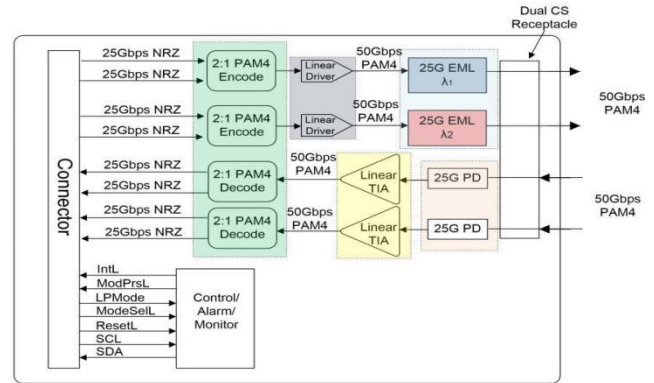 Dual CS
Receptacle
25Gbps NRZ
25Gbps NRZ
2:1 PAM4
Encode
Linear
Driver
50Gbps
PAM4
25G EML
λ1
25Gbps NRZ
25Gbps NRZ
2:1 PAM4
Encode
Linear
Driver
50Gbps
PAM4
25G EML
λ2
50Gbps
PAM4
Connector
25Gbps NRZ
25Gbps NRZ
2:1 PAM4
Decode
50Gbps
PAM4
Linear
TIA
25G PD
25Gbps NRZ
25Gbps NRZ
2:1 PAM4
Decode
50Gbps
PAM4
Linear
TIA
25G PD
50Gbps
PAM4
IntL
ModPrsL
LPMode
ModeSelL
ResetL
SCL
SDA
Control/
Alarm/
Monitor